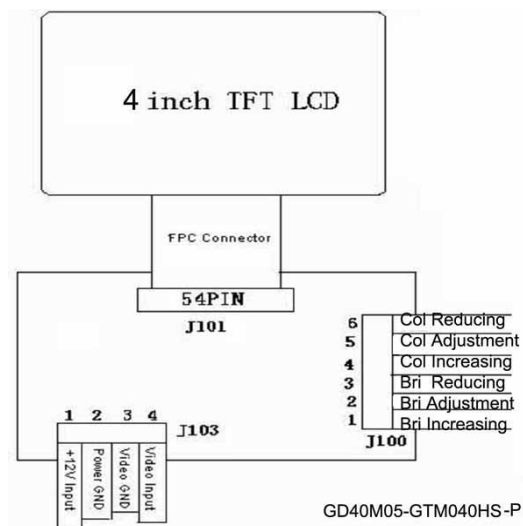 4 inch TFT LCD
FPC Connector
54PIN
J101
6 Col Reducing
5 Col Adjustment
4 Col Increasing
3 Bri Reducing
2 Bri Adjustment
1 Bri Increasing
J100
1 2 3 4
J103
+12V Input
Power GND
Video GND
Video Input
GD40M05-GTM040HS-P